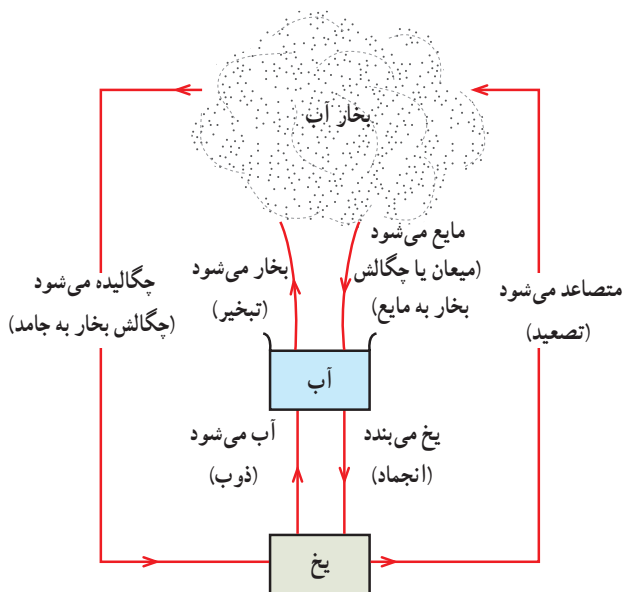 بخار آب
مایع می‌شود
(میعان یا چگالش
بخار به مایع)
بخار می‌شود
(تبخیر)
چگالیده می‌شود
(چگالش بخار به جامد)
متصاعد می‌شود
(تصعید)
آب
یخ می‌بندد
(انجماد)
آب می‌شود
(ذوب)
یخ